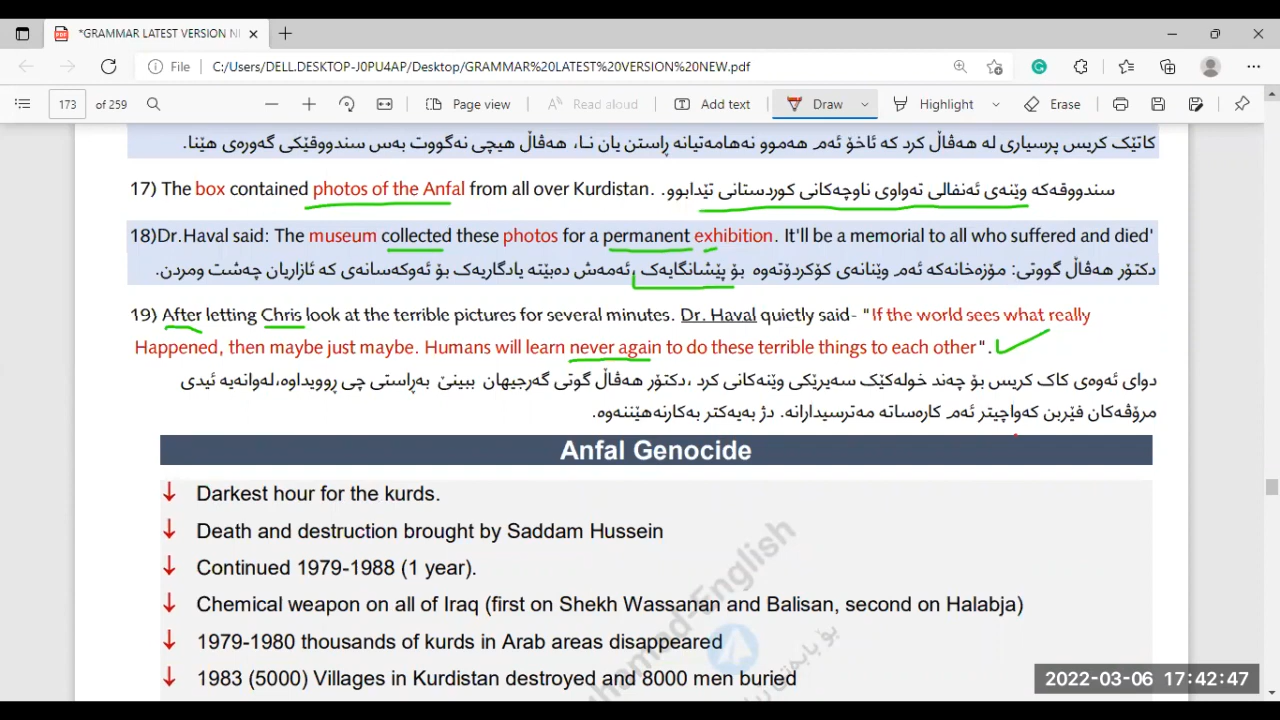 *GRAMMAR LATEST VERSION NI
File C:/Users/DELL.DESKTOP-J0PU4AP/Desktop/GRAMMAR%20LATEST%20VERSION%20NEW.pdf
173 of 259 Page view Read aloud Add text Draw Highlight Erase
کاتێک کریس پرسیاری لە هەڤاڵ کرد کە ئاخۆ ئەم هەموو نەهامەتیانە ڕاستن یان نـا، هەڤاڵ هیچی نەگووت بەس سندووقێکی گەورەی هێنا.
17) The box contained photos of the Anfal from all over Kurdistan. سندووقەکە وێنەی ئەنفالی تەواوی ناوچەکانی کوردستانی تێدابوو.
18)Dr.Haval said: The museum collected these photos for a permanent exhibition. It'll be a memorial to all who suffered and died'
دکتۆر هەڤاڵ گووتی: مۆزەخانەکە ئەم وێنانەی کۆکردۆتەوە بۆ پێشانگایەک ,ئەمەش دەبێتە یادگاریەک بۆ ئەوکەسانەی کە ئازاریان چەشت ومردن.
19) After letting Chris look at the terrible pictures for several minutes. Dr. Haval quietly said- "If the world sees what really
Happened, then maybe just maybe. Humans will learn never again to do these terrible things to each other".
دوای ئەوەی کاک کریس بۆ چەند خولەکێک سەیرێکی وێنەکانی کرد ،دکتۆر هەڤاڵ گوتی گەرجیهان ببینێ بەڕاستی چی ڕوویداوە،لەوانەیە ئیدی
مرۆڤەکان فێربن کەواچیتر ئەم کارەساتە مەترسیدارانە. دژ بەیەکتر بەکارنەهێننەوە.
Anfal Genocide
Darkest hour for the kurds.
Death and destruction brought by Saddam Hussein
Continued 1979-1988 (1 year).
Chemical weapon on all of Iraq (first on Shekh Wassanan and Balisan, second on Halabja)
1979-1980 thousands of kurds in Arab areas disappeared
1983 (5000) Villages in Kurdistan destroyed and 8000 men buried
2022-03-06 17:42:47